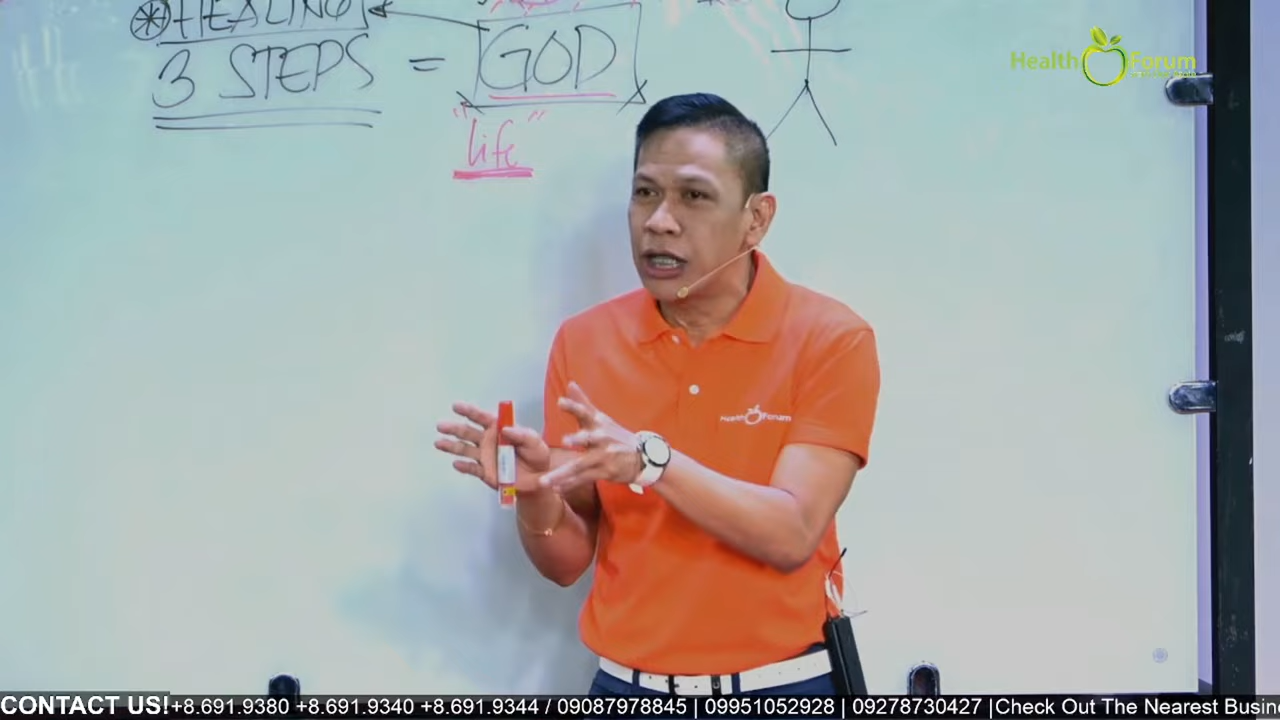 HEALING
3 STEPS = GOD
"life"
Health Forum
Health Forum
CONTACT US! +8.691.9380 +8.691.9340 +8.691.9344 / 09087978845 | 09951052928 | 09278730427 |Check Out The Nearest Busin